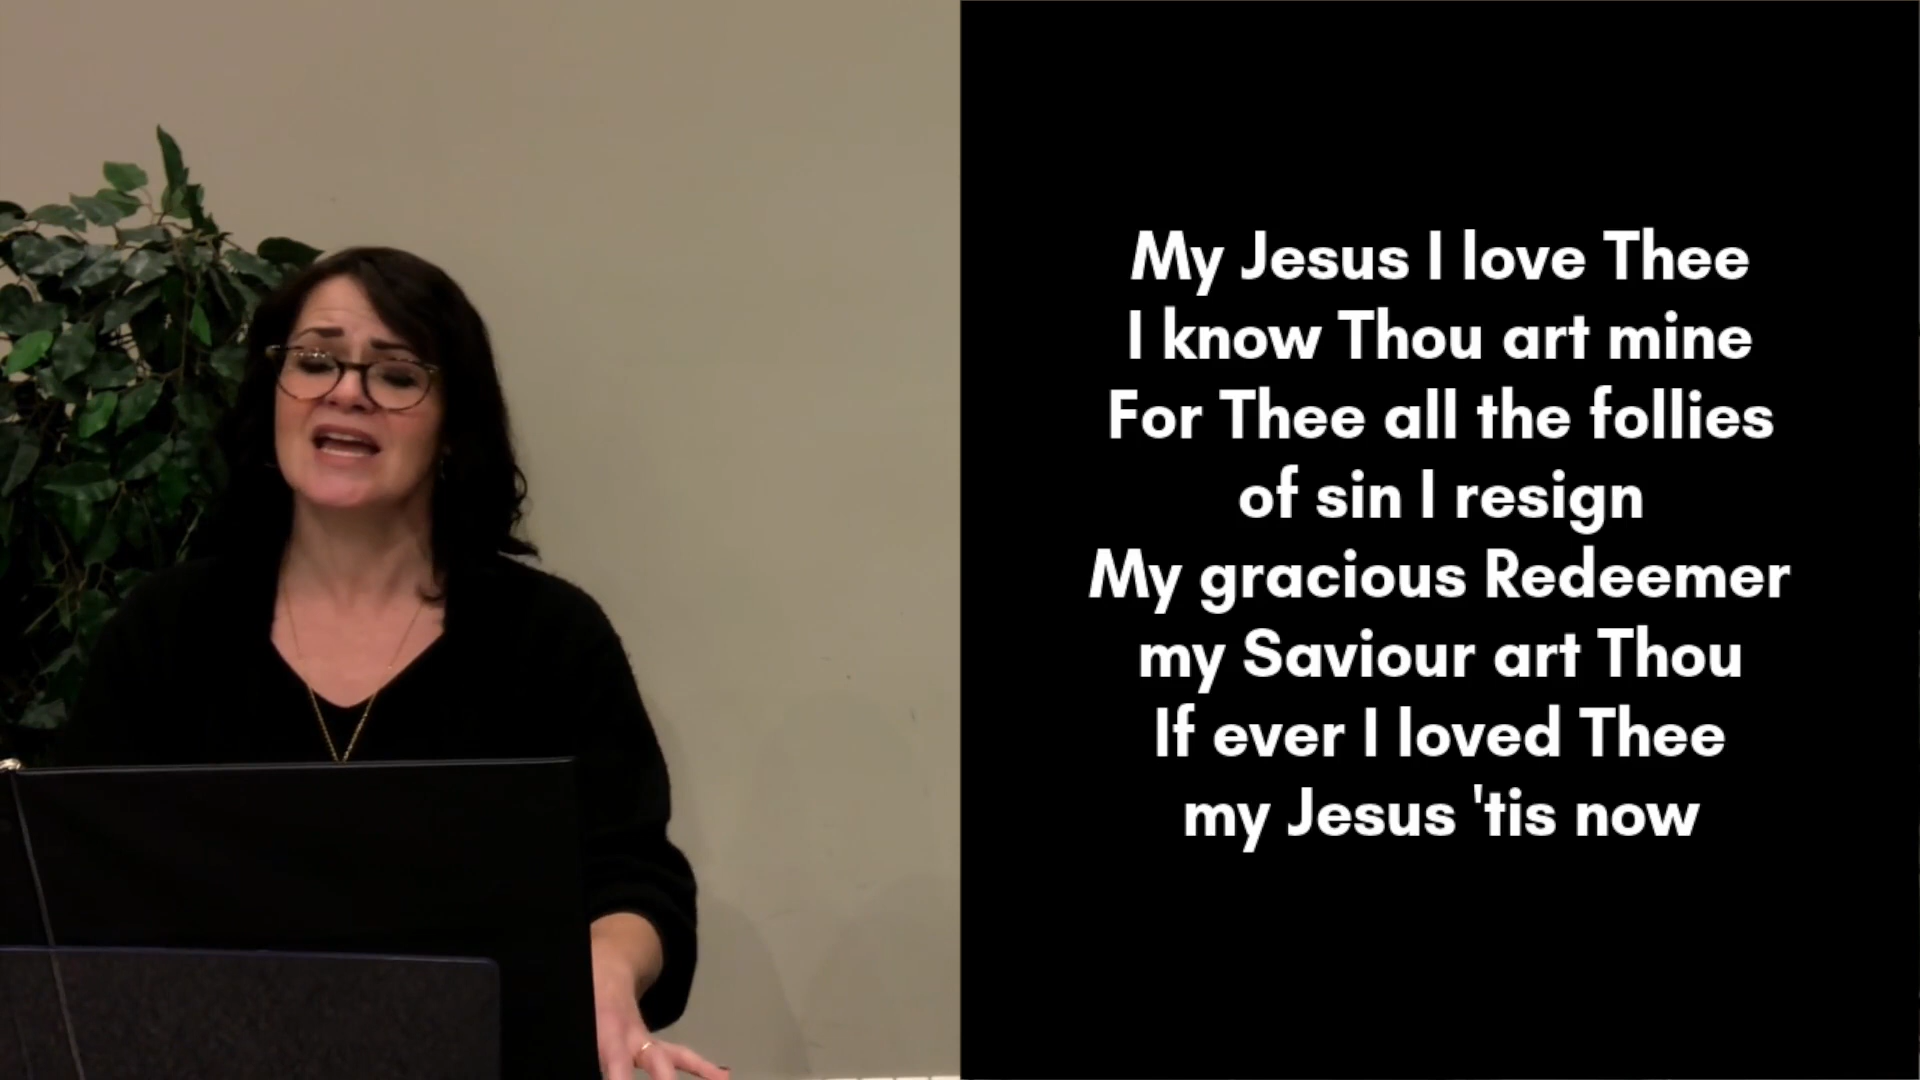 My Jesus I love Thee
I know Thou art mine
For Thee all the follies
of sin I resign
My gracious Redeemer
my Saviour art Thou
If ever I loved Thee
my Jesus 'tis now